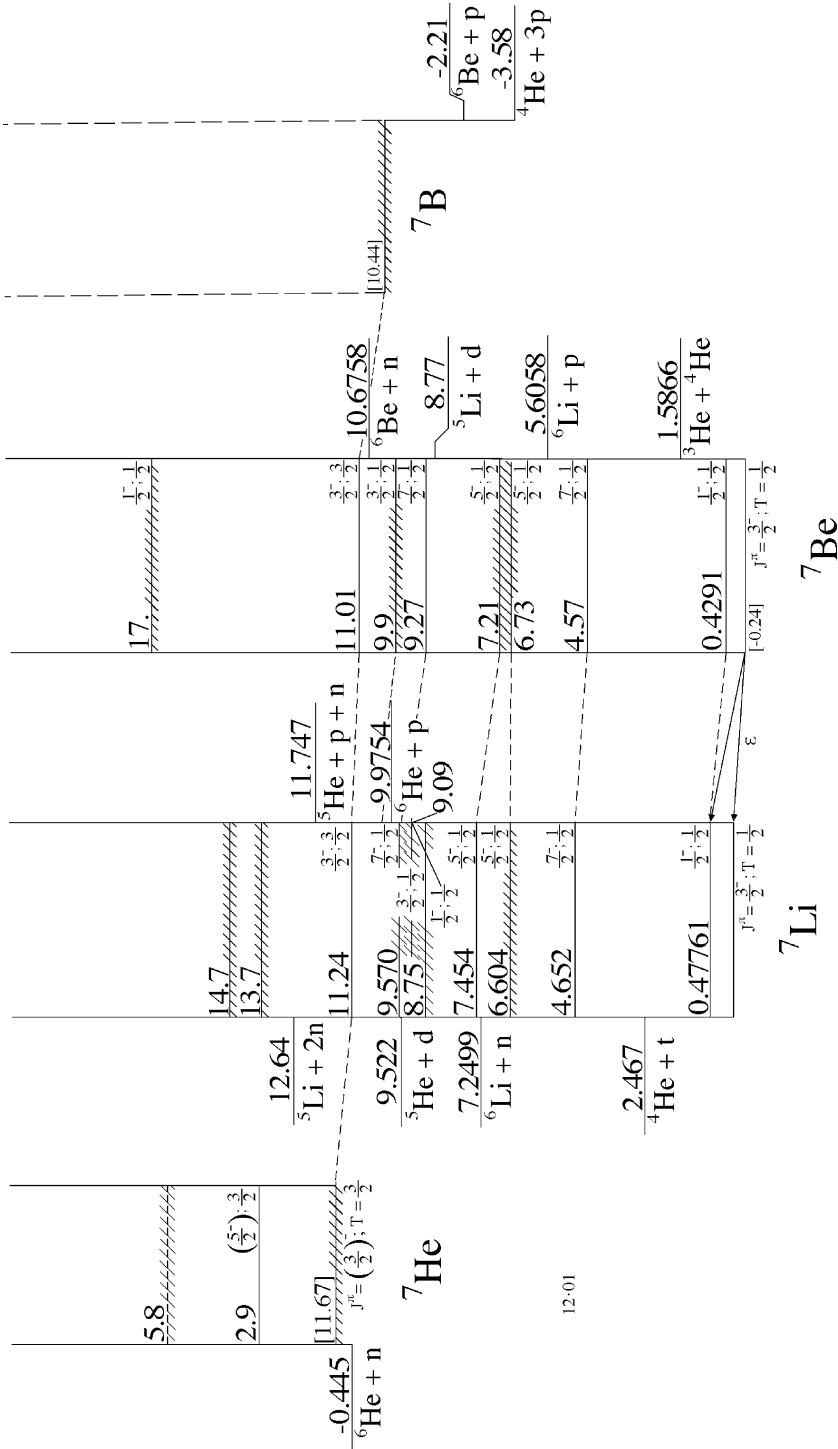 5.8
2.9
(5/2⁻); 3/2
[11.67]
Jπ = (3/2)⁻; T = 3/2
-0.445
⁶He + n
⁷He
12·01
14.7
13.7
11.24
3/2⁻; 3/2
9.570
7/2⁻; 1/2
8.75
3/2⁻; 1/2
9.09
1/2⁻; 1/2
7.454
5/2⁻; 1/2
6.604
5/2⁻; 1/2
4.652
7/2⁻; 1/2
0.47761
1/2⁻; 1/2
Jπ = 3/2⁻; T = 1/2
12.64
⁵Li + 2n
9.522
⁵He + d
7.2499
⁶Li + n
2.467
⁴He + t
11.747
⁵He + p + n
9.9754
⁶He + p
⁷Li
ε
17.
1/2⁻; 1/2
11.01
3/2⁻; 3/2
9.9
3/2⁻; 1/2
9.27
7/2⁻; 1/2
7.21
5/2⁻; 1/2
6.73
5/2⁻; 1/2
4.57
7/2⁻; 1/2
0.4291
1/2⁻; 1/2
[-0.24]
Jπ = 3/2⁻; T = 1/2
10.6758
⁶Be + n
8.77
⁵Li + d
5.6058
⁶Li + p
1.5866
³He + ⁴He
⁷Be
[10.44]
-2.21
⁶Be + p
-3.58
⁴He + 3p
⁷B